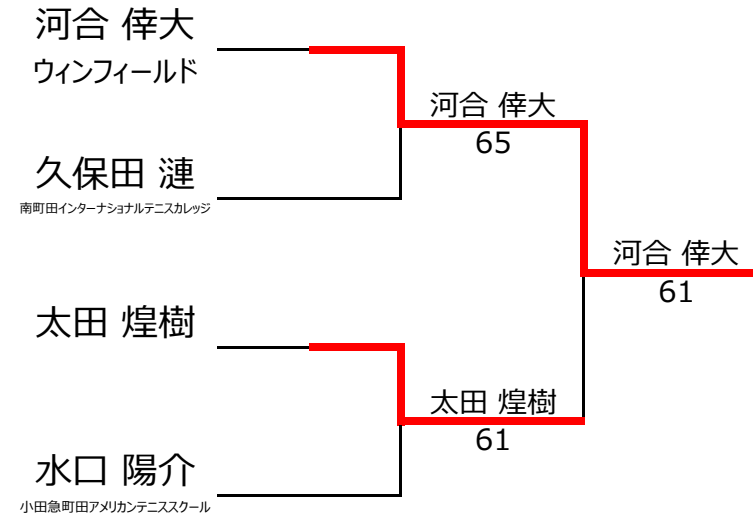 河合 倖大
ウィンフィールド
河合 倖大
65
久保田 漣
南町田インターナショナルテニスカレッジ
河合 倖大
61
太田 煌樹
太田 煌樹
61
水口 陽介
小田急町田アメリカンテニススクール